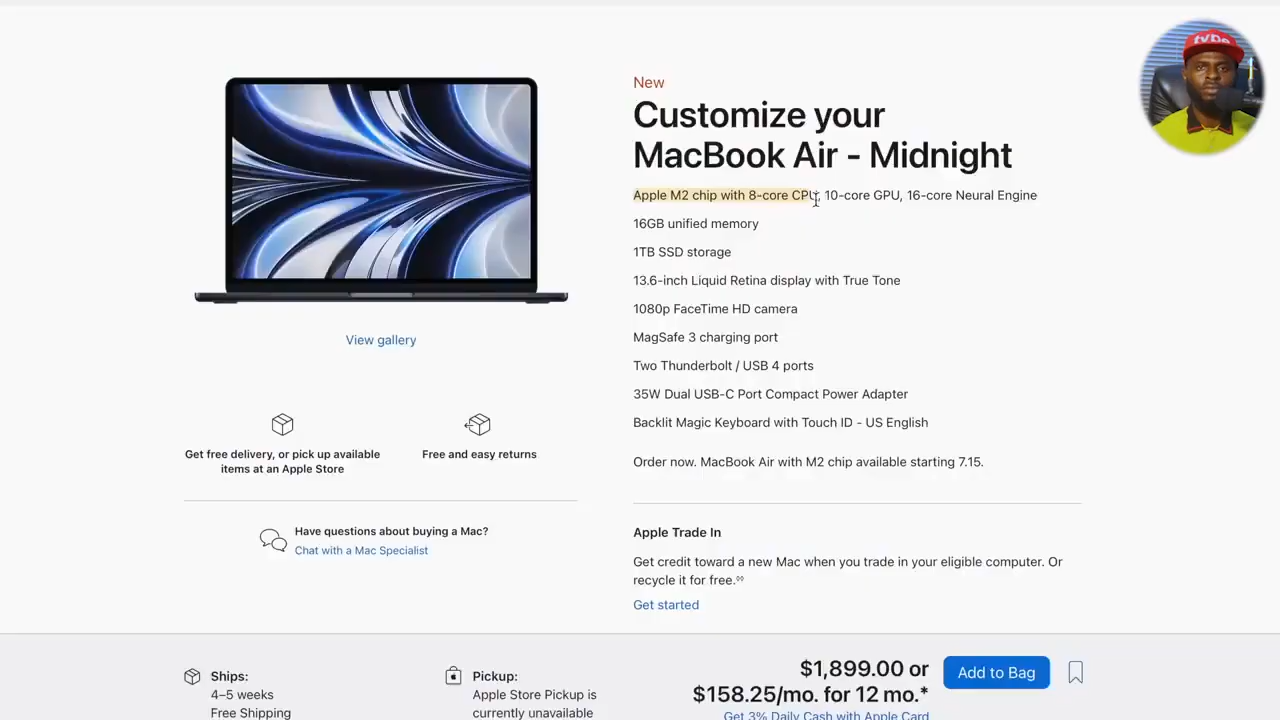 New
Customize your
MacBook Air - Midnight
Apple M2 chip with 8-core CPU, 10-core GPU, 16-core Neural Engine
16GB unified memory
1TB SSD storage
13.6-inch Liquid Retina display with True Tone
1080p FaceTime HD camera
MagSafe 3 charging port
Two Thunderbolt / USB 4 ports
35W Dual USB-C Port Compact Power Adapter
Backlit Magic Keyboard with Touch ID - US English
Order now. MacBook Air with M2 chip available starting 7.15.
View gallery
Get free delivery, or pick up available
items at an Apple Store
Free and easy returns
Have questions about buying a Mac?
Chat with a Mac Specialist
Apple Trade In
Get credit toward a new Mac when you trade in your eligible computer. Or
recycle it for free.◊◊
Get started
Ships:
4–5 weeks
Free Shipping
Pickup:
Apple Store Pickup is
currently unavailable
$1,899.00 or
$158.25/mo. for 12 mo.*
Get 3% Daily Cash with Apple Card
Add to Bag